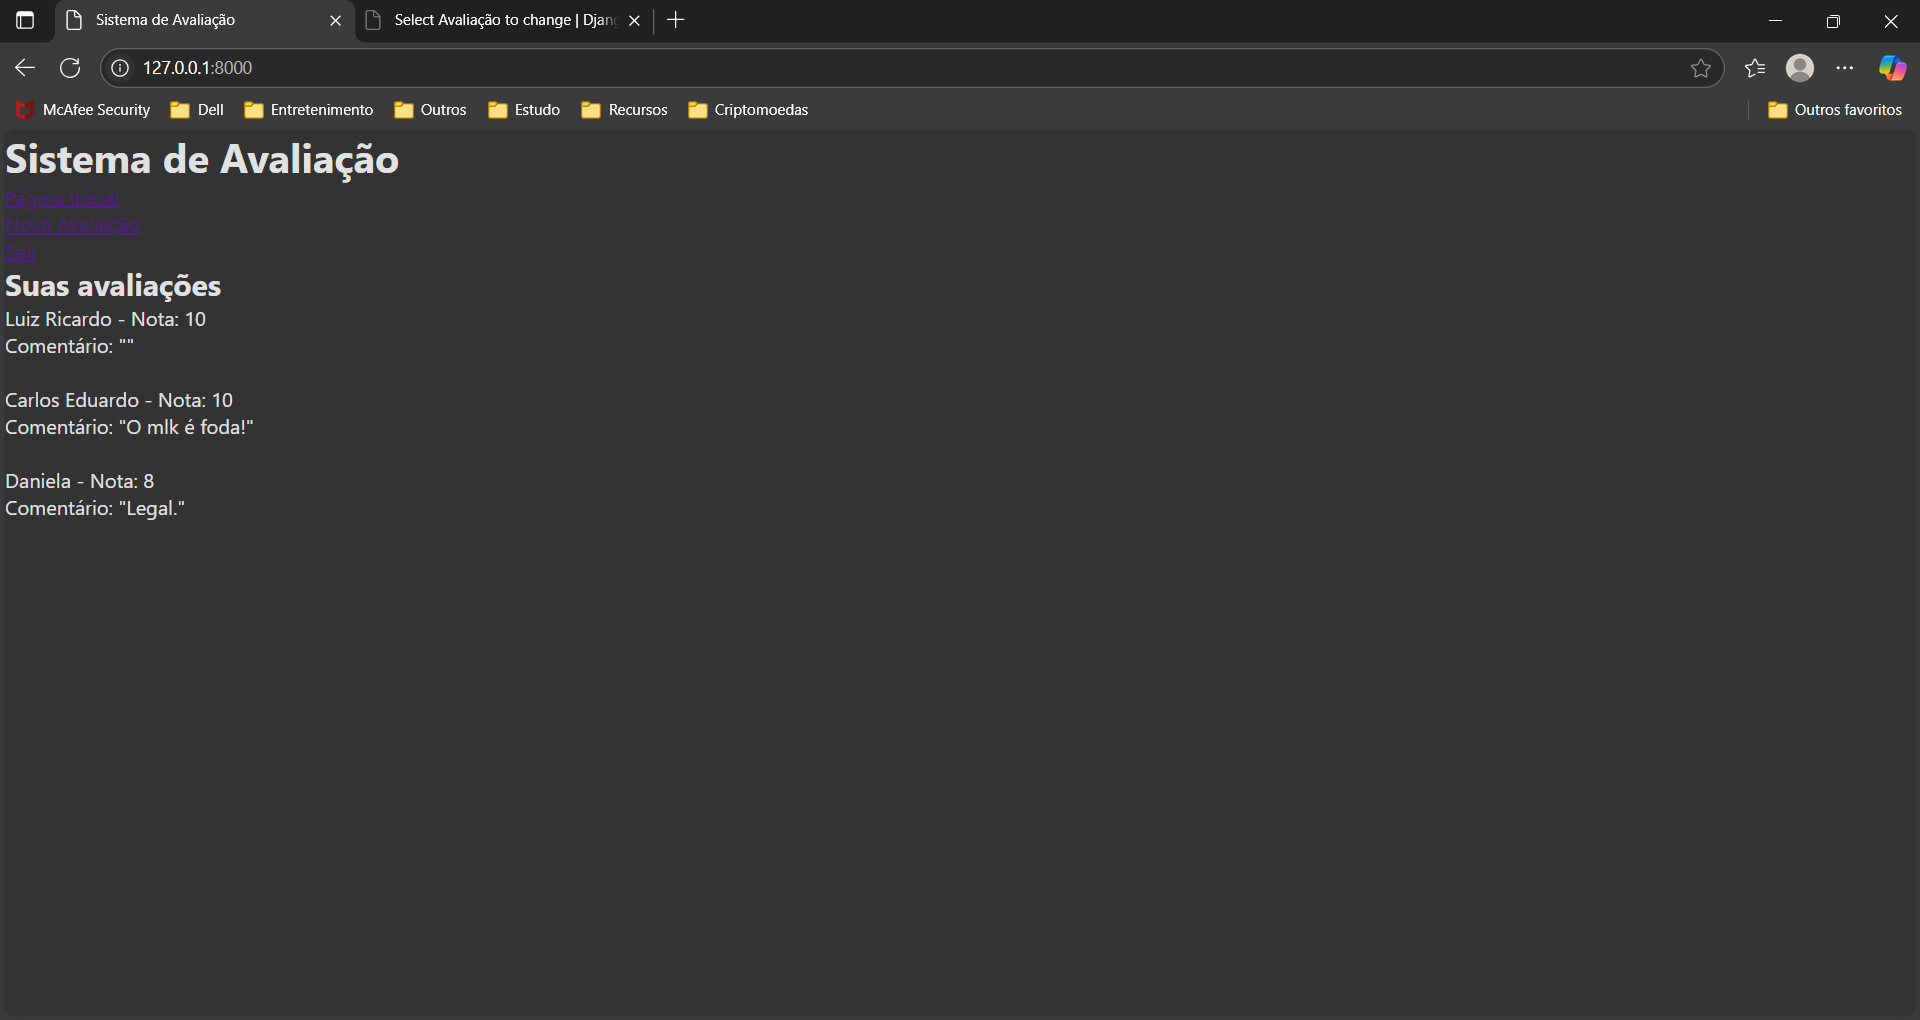 Sistema de Avaliação
Select Avaliação to change | Djan
127.0.0.1:8000
McAfee Security Dell Entretenimento Outros Estudo Recursos Criptomoedas Outros favoritos
Sistema de Avaliação
Página Inicial
Nova Avaliação
Sair
Suas avaliações
Luiz Ricardo - Nota: 10
Comentário: ""
Carlos Eduardo - Nota: 10
Comentário: "O mlk é foda!"
Daniela - Nota: 8
Comentário: "Legal."